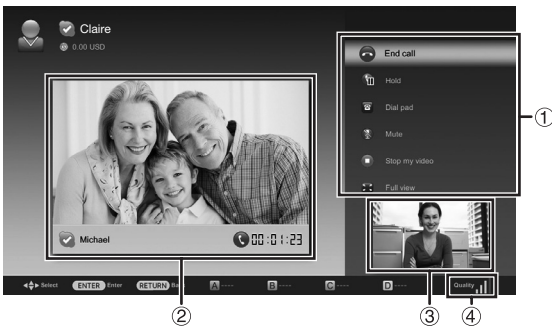 Claire
0.00 USD
End call
Hold
Dial pad
Mute
Stop my video
Full view
①
Michael
00:01:23
Select ENTER Enter RETURN Back A ---- B ---- C ---- D ---- Quality
② ③ ④